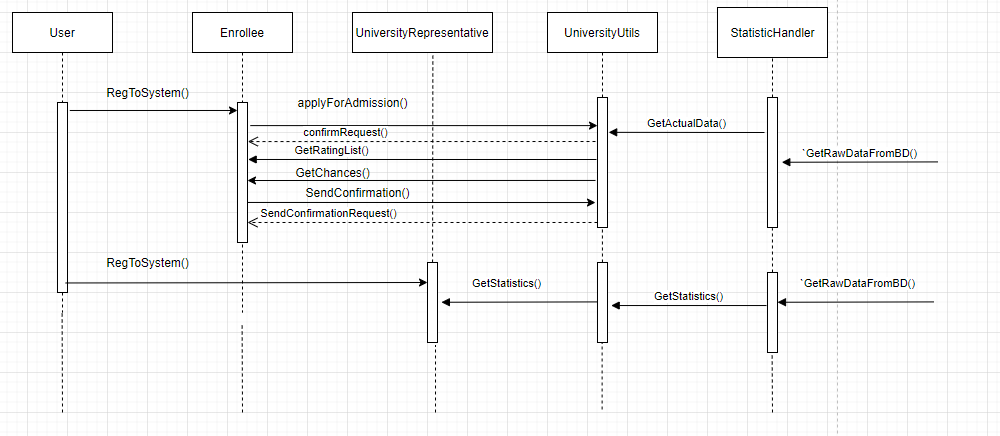 User
Enrollee
UniversityRepresentative
UniversityUtils
StatisticHandler
RegToSystem()
applyForAdmission()
GetActualData()
confirmRequest()
GetRatingList()
`GetRawDataFromBD()
GetChances()
SendConfirmation()
SendConfirmationRequest()
RegToSystem()
GetStatistics()
GetStatistics()
`GetRawDataFromBD()